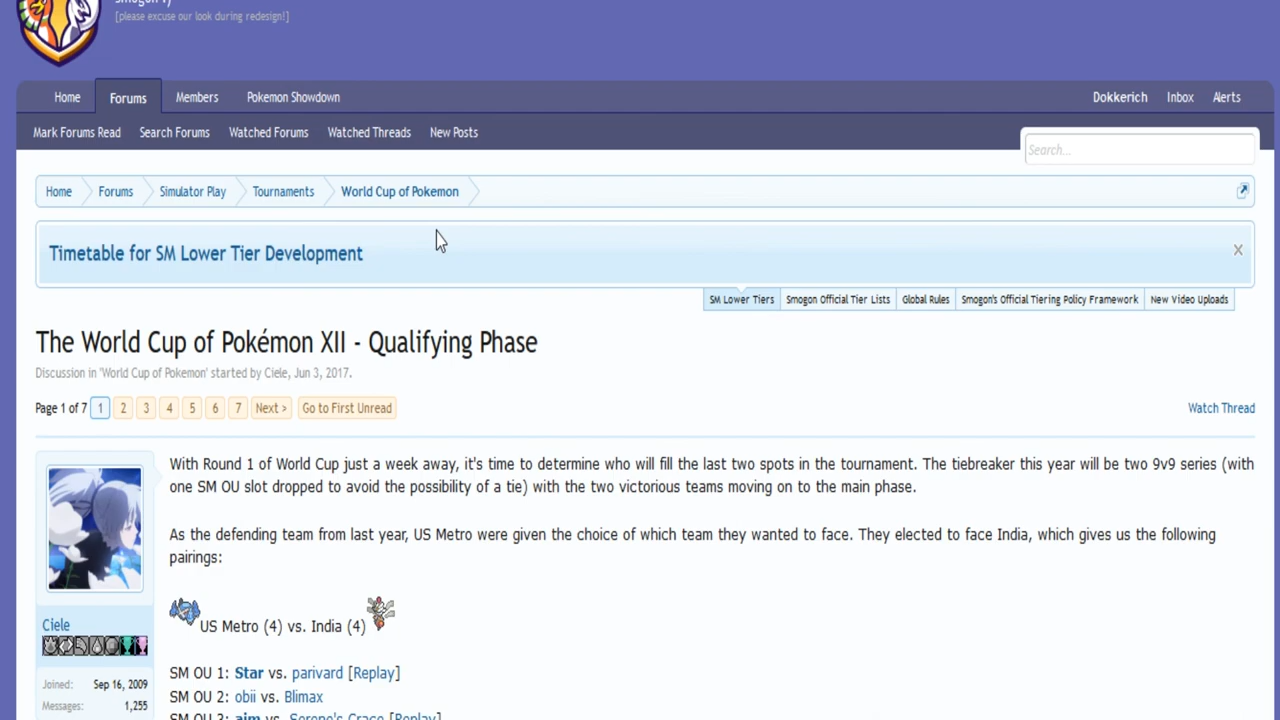 [please excuse our look during redesign!]
Home Forums Members Pokemon Showdown Dokkerich Inbox Alerts
Mark Forums Read Search Forums Watched Forums Watched Threads New Posts
Search...
Home Forums Simulator Play Tournaments World Cup of Pokemon
Timetable for SM Lower Tier Development
SM Lower Tiers Smogon Official Tier Lists Global Rules Smogon's Official Tiering Policy Framework New Video Uploads
The World Cup of Pokémon XII - Qualifying Phase
Discussion in 'World Cup of Pokemon' started by Ciele, Jun 3, 2017.
Page 1 of 7 1 2 3 4 5 6 7 Next > Go to First Unread Watch Thread
With Round 1 of World Cup just a week away, it's time to determine who will fill the last two spots in the tournament. The tiebreaker this year will be two 9v9 series (with
one SM OU slot dropped to avoid the possibility of a tie) with the two victorious teams moving on to the main phase.
As the defending team from last year, US Metro were given the choice of which team they wanted to face. They elected to face India, which gives us the following
pairings:
US Metro (4) vs. India (4)
Ciele
Joined: Sep 16, 2009
Messages: 1,255
SM OU 1: Star vs. parivard [Replay]
SM OU 2: obii vs. Blimax
SM OU 3: aim vs. Serene's Grace [Replay]